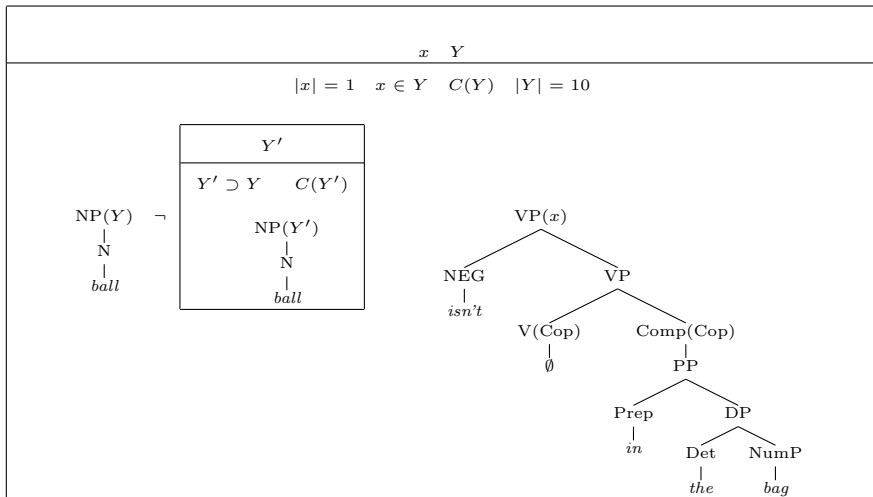 x Y
|x| = 1 x ∈ Y C(Y) |Y| = 10
Y′
Y′ ⊃ Y C(Y′)
NP(Y) ¬ NP(Y′) VP(x)
N N
ball ball
NEG VP
isn't
V(Cop) Comp(Cop)
∅ PP
Prep DP
in
Det NumP
the bag